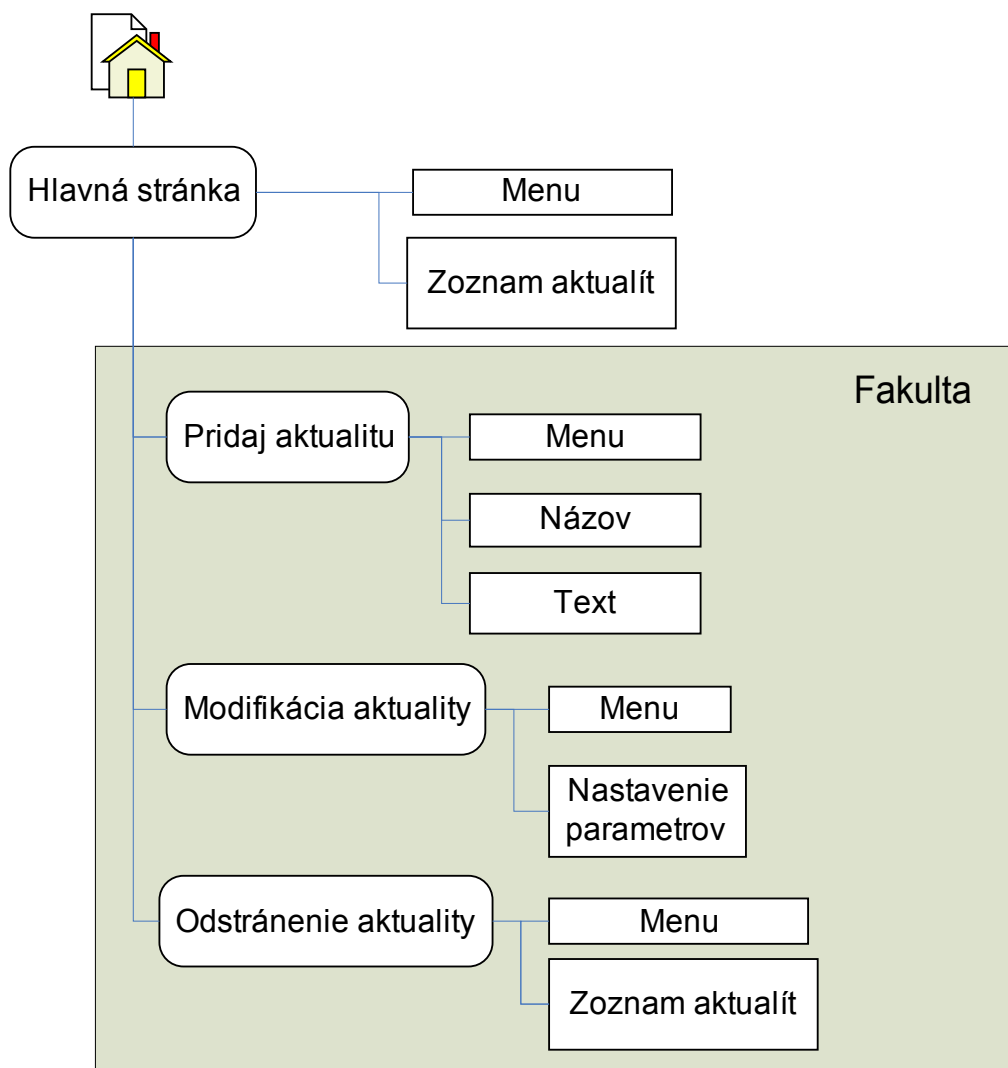 Hlavná stránka
Menu
Zoznam aktualít
Fakulta
Pridaj aktualitu
Menu
Názov
Text
Modifikácia aktuality
Menu
Nastavenie
parametrov
Odstránenie aktuality
Menu
Zoznam aktualít